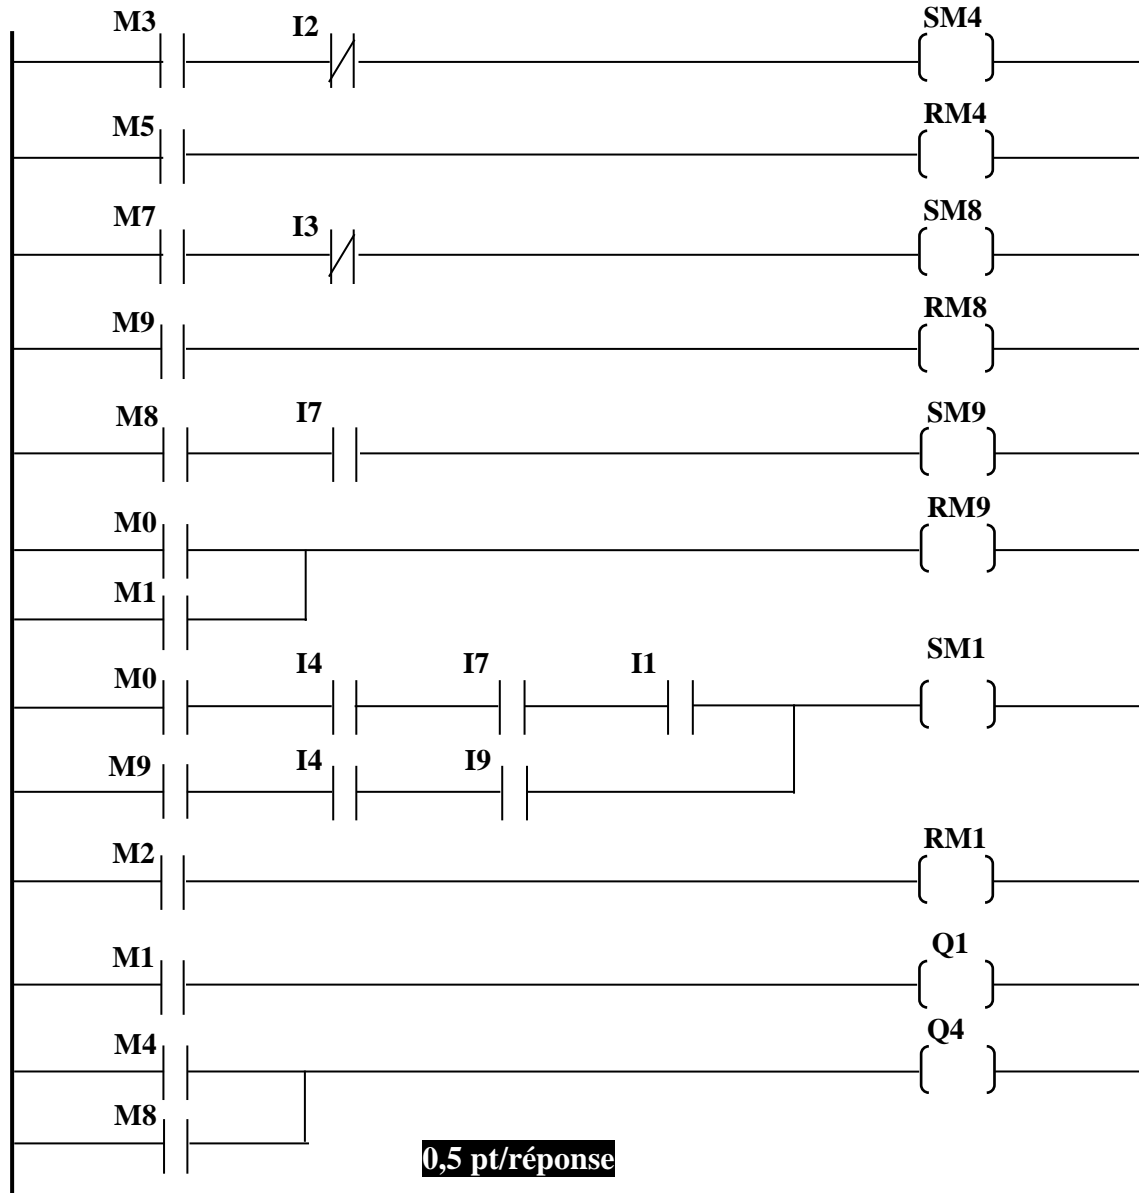 M3 I2 SM4
M5 RM4
M7 I3 SM8
M9 RM8
M8 I7 SM9
M0 RM9
M1
M0 I4 I7 I1 SM1
M9 I4 I9
M2 RM1
M1 Q1
M4 Q4
M8
0,5 pt/réponse